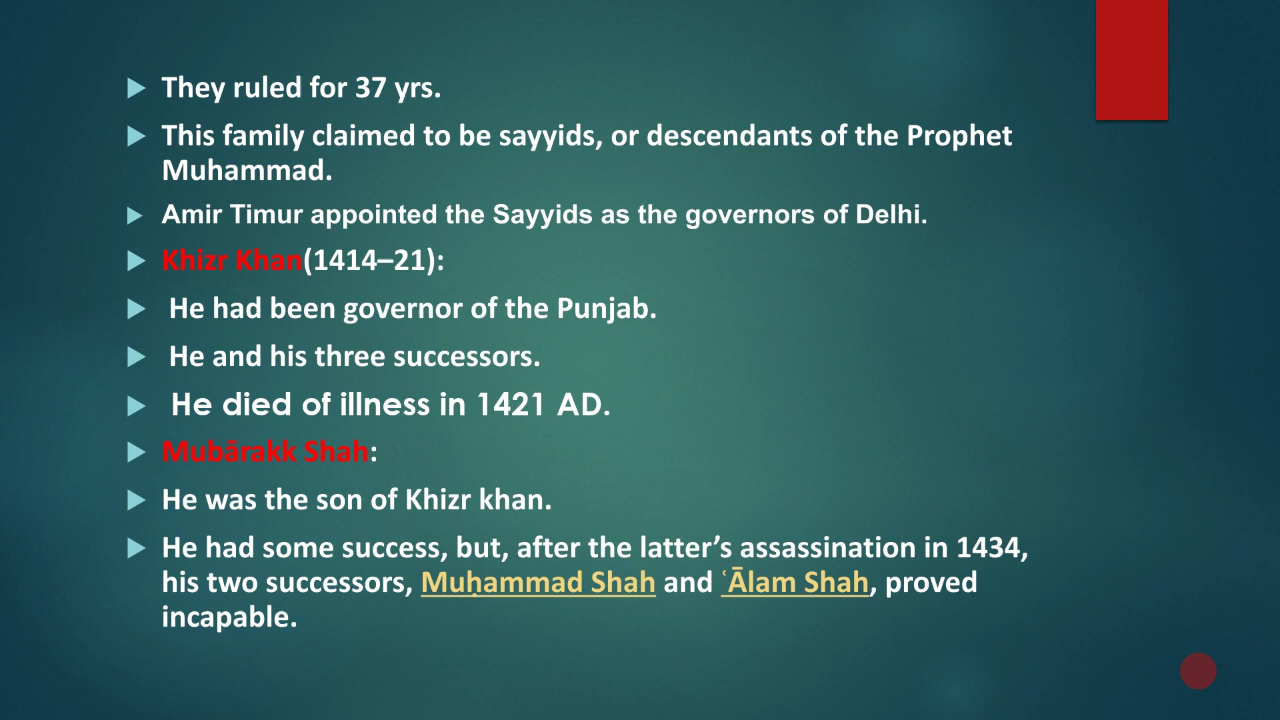 They ruled for 37 yrs.
This family claimed to be sayyids, or descendants of the Prophet
Muhammad.
Amir Timur appointed the Sayyids as the governors of Delhi.
Khizr Khan(1414–21):
He had been governor of the Punjab.
He and his three successors.
He died of illness in 1421 AD.
Mubārakk Shah:
He was the son of Khizr khan.
He had some success, but, after the latter’s assassination in 1434,
his two successors, Muḥammad Shah and ʿĀlam Shah, proved
incapable.